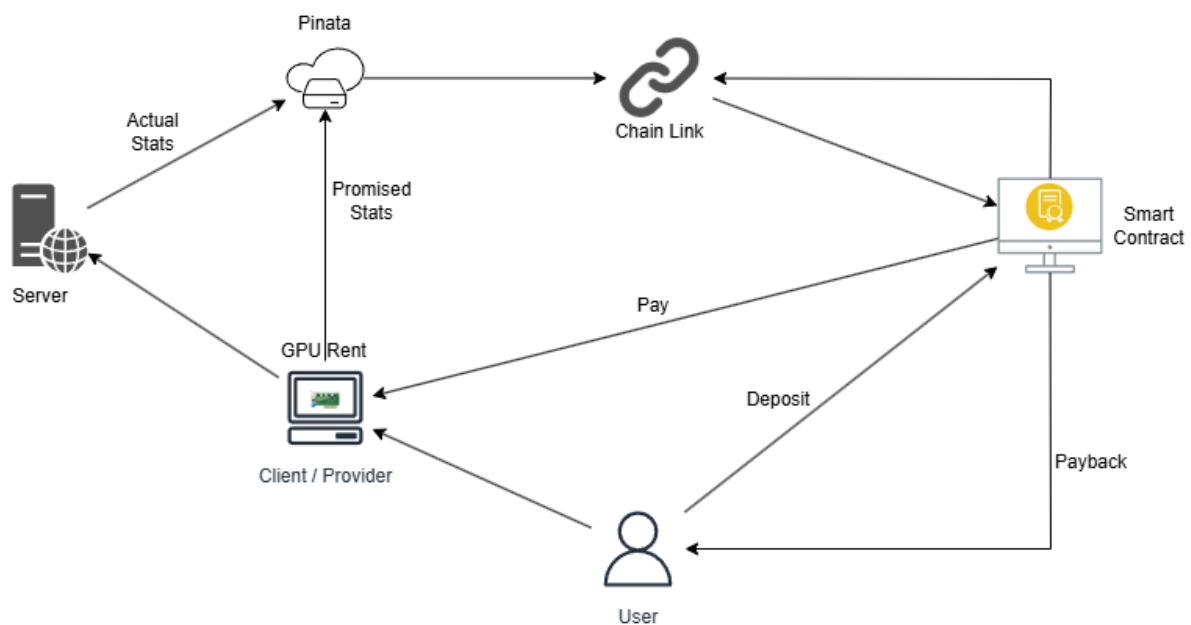 Pinata
Actual
Stats
Chain Link
Promised
Stats
Smart
Contract
Server
Pay
GPU Rent
Deposit
Client / Provider
Payback
User